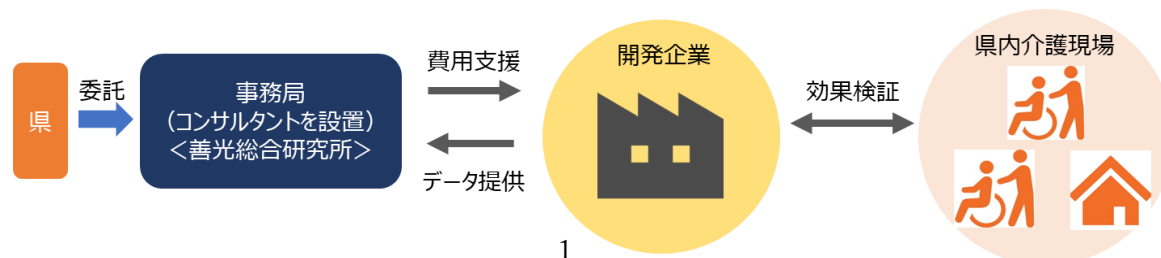 県
委託
事務局
(コンサルタントを設置)
<善光総合研究所>
費用支援
データ提供
開発企業
効果検証
県内介護現場
1